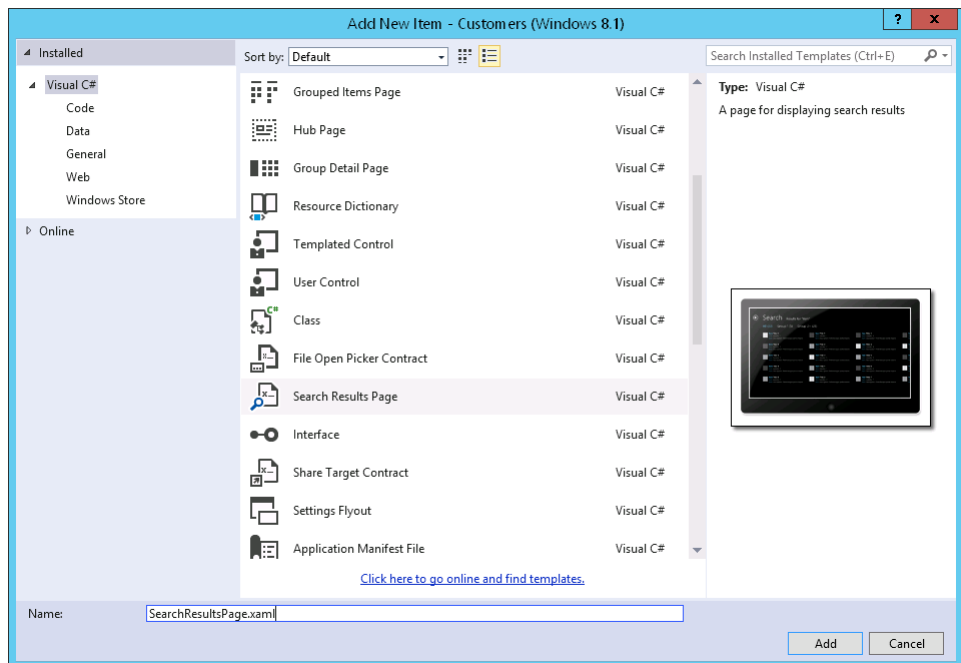 Add New Item - Customers (Windows 8.1)
?
x
Installed
Visual C#
Code
Data
General
Web
Windows Store
Online
Sort by: Default
Grouped Items Page Visual C#
Hub Page Visual C#
Group Detail Page Visual C#
Resource Dictionary Visual C#
Templated Control Visual C#
User Control Visual C#
C#
Class Visual C#
File Open Picker Contract Visual C#
Search Results Page Visual C#
Interface Visual C#
Share Target Contract Visual C#
Settings Flyout Visual C#
Application Manifest File Visual C#
Click here to go online and find templates.
Search Installed Templates (Ctrl+E)
Type: Visual C#
A page for displaying search results
Search
Name: SearchResultsPage.xaml
Add Cancel